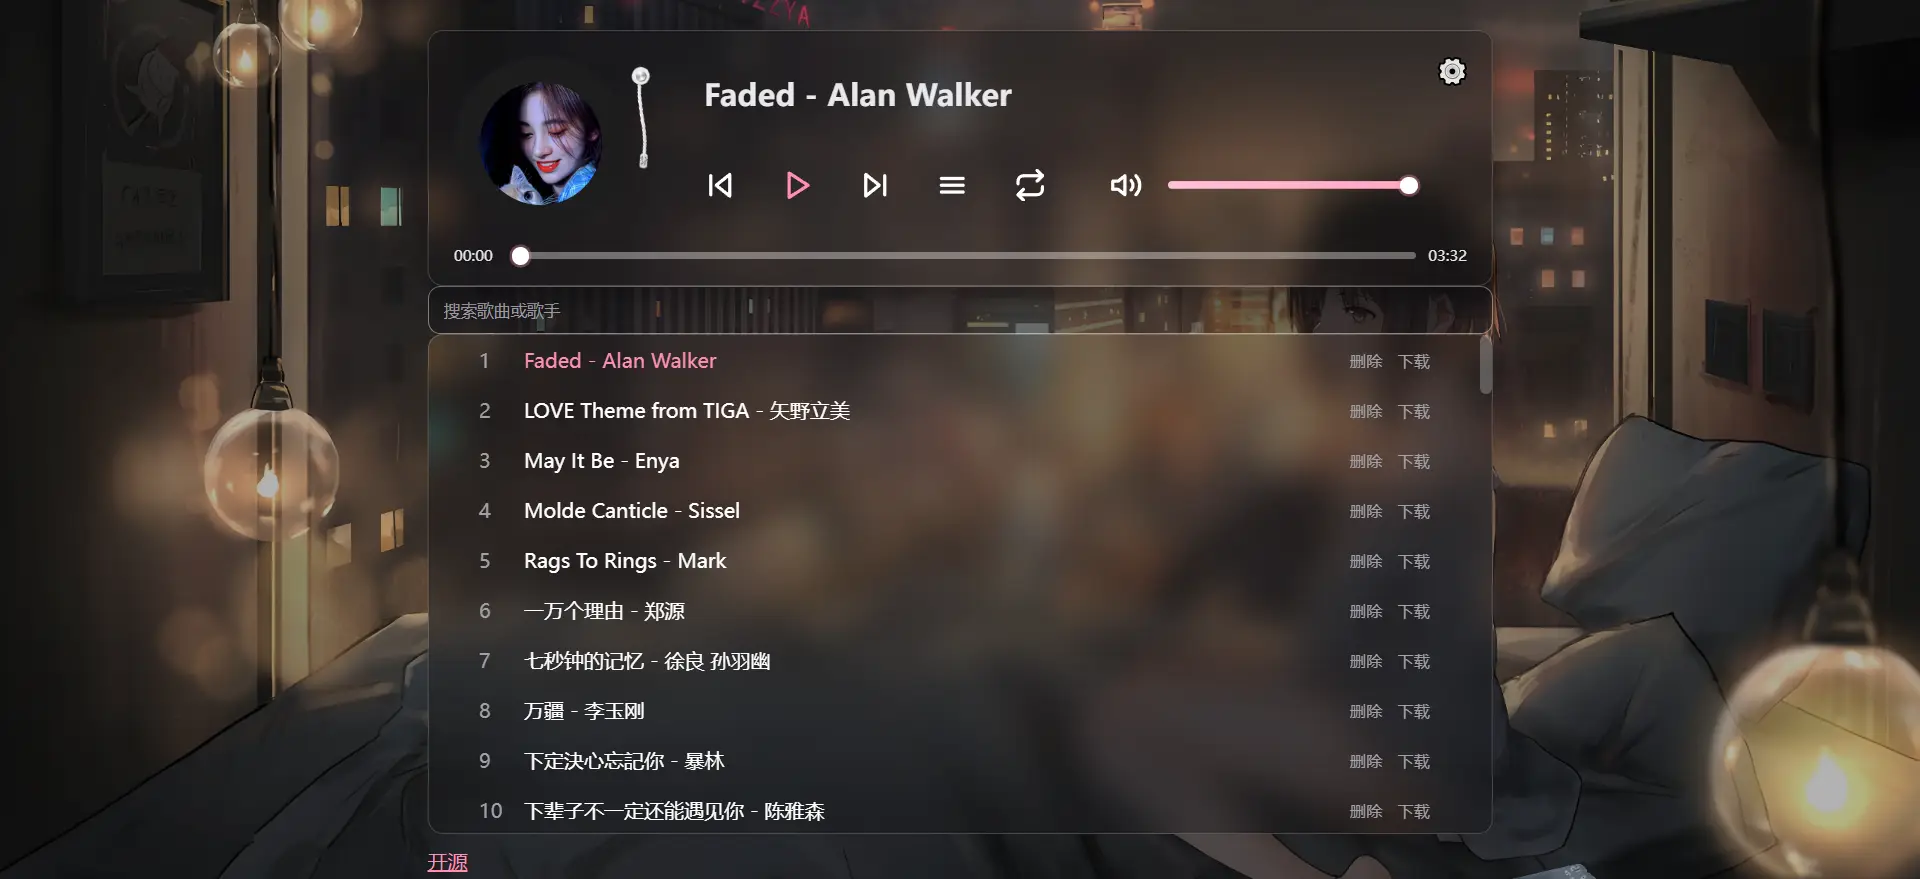 Faded - Alan Walker
00:00
03:32
搜索歌曲或歌手
1 Faded - Alan Walker 删除 下载
2 LOVE Theme from TIGA - 矢野立美 删除 下载
3 May It Be - Enya 删除 下载
4 Molde Canticle - Sissel 删除 下载
5 Rags To Rings - Mark 删除 下载
6 一万个理由 - 郑源 删除 下载
7 七秒钟的记忆 - 徐良 孙羽幽 删除 下载
8 万疆 - 李玉刚 删除 下载
9 下定決心忘記你 - 暴林 删除 下载
10 下辈子不一定还能遇见你 - 陈雅森 删除 下载
开源